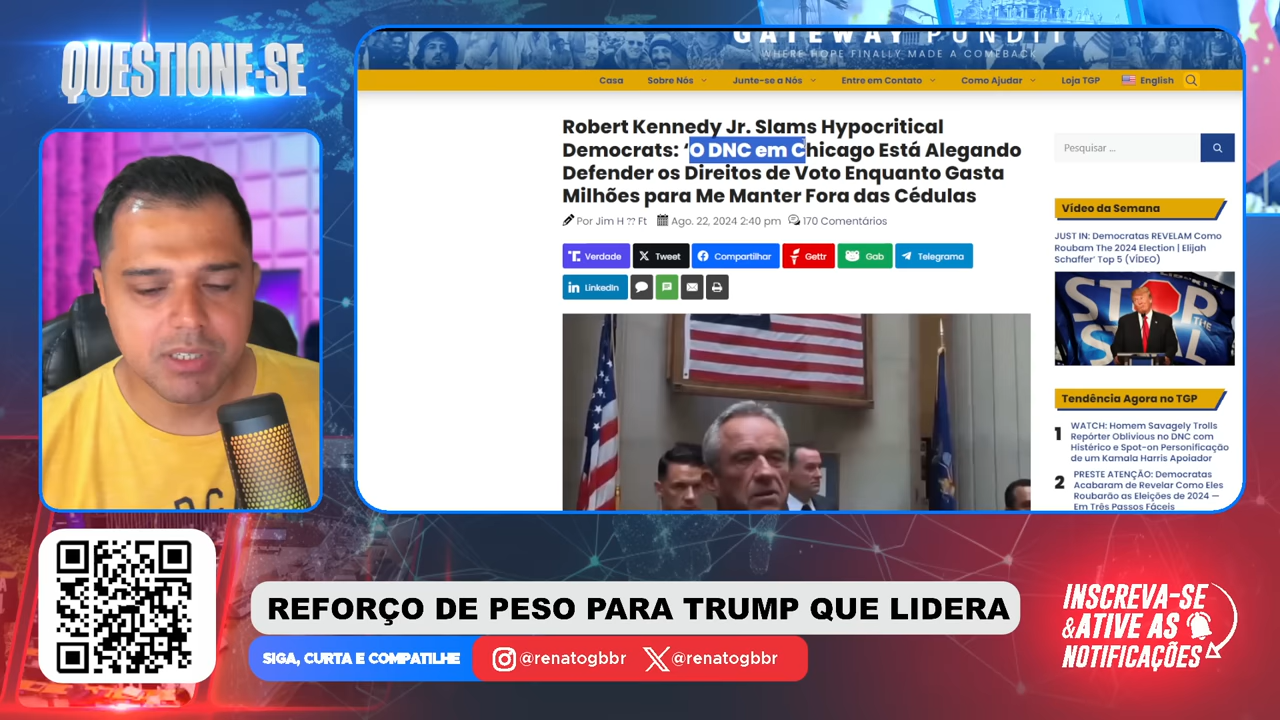 QUESTIONE-SE
GATEWAY PUNDIT
WHERE HOPE FINALLY MADE A COMEBACK
Casa
Sobre Nós
Junte-se a Nós
Entre em Contato
Como Ajudar
Loja TGP
English
Robert Kennedy Jr. Slams Hypocritical
Democrats: ‘O DNC em Chicago Está Alegando
Defender os Direitos de Voto Enquanto Gasta
Milhões para Me Manter Fora das Cédulas
Por Jim H ?? Ft
Ago. 22, 2024 2:40 pm
170 Comentários
Verdade
Tweet
Compartilhar
Gettr
Gab
Telegrama
LinkedIn
Pesquisar ...
Vídeo da Semana
JUST IN: Democratas REVELAM Como
Roubam The 2024 Election | Elijah
Schaffer’ Top 5 (VÍDEO)
STOP
THE
STEAL
Tendência Agora no TGP
1
WATCH: Homem Savagely Trolls
Repórter Oblivious no DNC com
Histérico e Spot-on Personificação
de um Kamala Harris Apoiador
2
PRESTE ATENÇÃO: Democratas
Acabaram de Revelar Como Eles
Roubarão as Eleições de 2024 —
Em Três Passos Fáceis
REFORÇO DE PESO PARA TRUMP QUE LIDERA
SIGA, CURTA E COMPATILHE
@renatogbbr
@renatogbbr
INSCREVA-SE
&ATIVE AS
NOTIFICAÇÕES